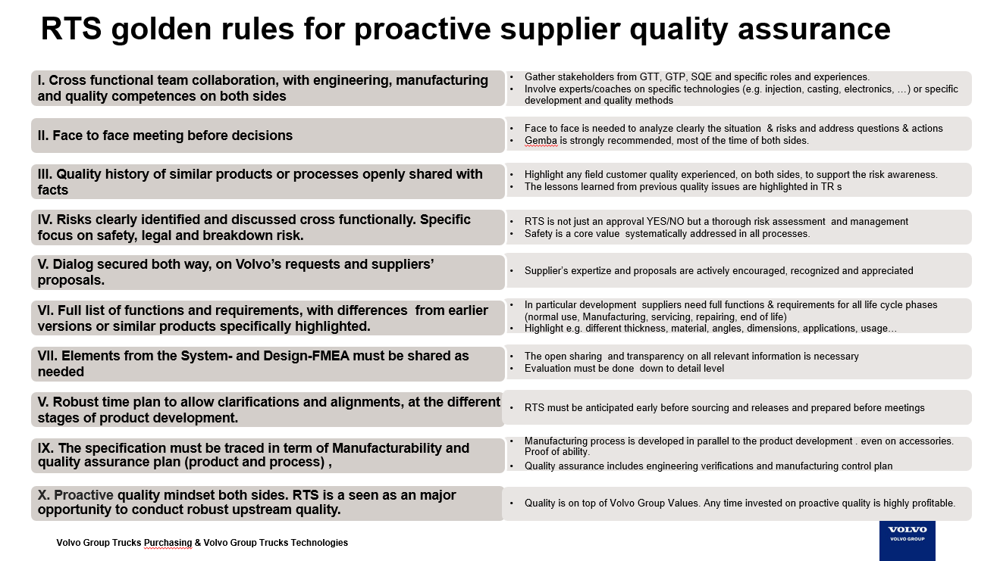 RTS golden rules for proactive supplier quality assurance
I. Cross functional team collaboration, with engineering, manufacturing
and quality competences on both sides
• Gather stakeholders from GTT, GTP, SQE and specific roles and experiences.
• Involve experts/coaches on specific technologies (e.g. injection, casting, electronics, …) or specific
development and quality methods
II. Face to face meeting before decisions
• Face to face is needed to analyze clearly the situation  & risks and address questions & actions
• Gemba is strongly recommended, most of the time of both sides.
III. Quality history of similar products or processes openly shared with
facts
• Highlight any field customer quality experienced, on both sides, to support the risk awareness.
• The lessons learned from previous quality issues are highlighted in TR s
IV. Risks clearly identified and discussed cross functionally. Specific
focus on safety, legal and breakdown risk.
• RTS is not just an approval YES/NO but a thorough risk assessment  and management
• Safety is a core value  systematically addressed in all processes.
V. Dialog secured both way, on Volvo’s requests and suppliers’
proposals.
• Supplier’s expertize and proposals are actively encouraged, recognized and appreciated
VI. Full list of functions and requirements, with differences  from earlier
versions or similar products specifically highlighted.
• In particular development  suppliers need full functions & requirements for all life cycle phases
(normal use, Manufacturing, servicing, repairing, end of life)
• Highlight e.g. different thickness, material, angles, dimensions, applications, usage…
VII. Elements from the System- and Design-FMEA must be shared as
needed
• The open sharing  and transparency on all relevant information is necessary
• Evaluation must be done  down to detail level
V. Robust time plan to allow clarifications and alignments, at the different
stages of product development.
• RTS must be anticipated early before sourcing and releases and prepared before meetings
IX. The specification must be traced in term of Manufacturability and
quality assurance plan (product and process) ,
• Manufacturing process is developed in parallel to the product development . even on accessories.
Proof of ability.
• Quality assurance includes engineering verifications and manufacturing control plan
X. Proactive quality mindset both sides. RTS is a seen as an major
opportunity to conduct robust upstream quality.
• Quality is on top of Volvo Group Values. Any time invested on proactive quality is highly profitable.
Volvo Group Trucks Purchasing & Volvo Group Trucks Technologies
VOLVO
VOLVO GROUP